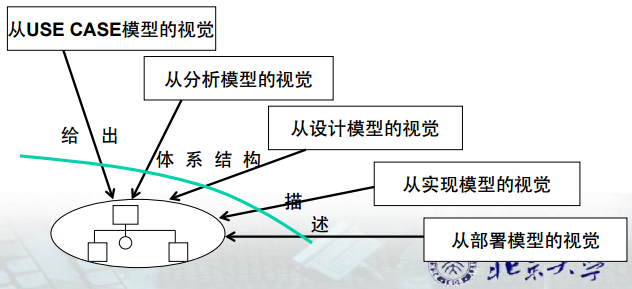 从USE CASE模型的视觉
从分析模型的视觉
从设计模型的视觉
给 出
体 系 结 构
从实现模型的视觉
描
述
从部署模型的视觉
北京大学